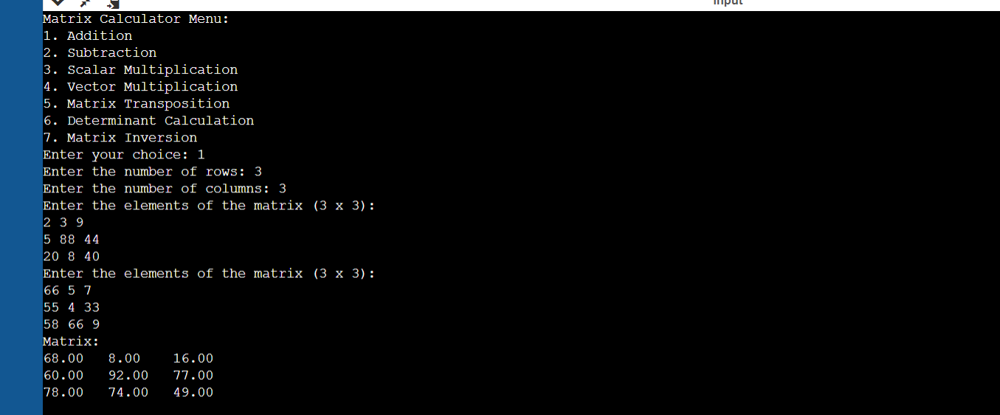 input
Matrix Calculator Menu:
1. Addition
2. Subtraction
3. Scalar Multiplication
4. Vector Multiplication
5. Matrix Transposition
6. Determinant Calculation
7. Matrix Inversion
Enter your choice: 1
Enter the number of rows: 3
Enter the number of columns: 3
Enter the elements of the matrix (3 x 3):
2 3 9
5 88 44
20 8 40
Enter the elements of the matrix (3 x 3):
66 5 7
55 4 33
58 66 9
Matrix:
68.00 8.00 16.00
60.00 92.00 77.00
78.00 74.00 49.00